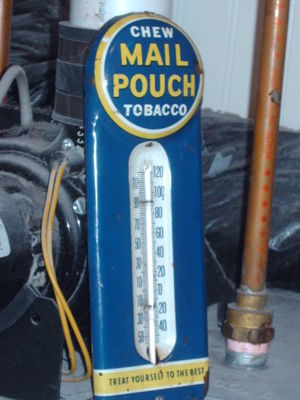 CHEW
MAIL
POUCH
TOBACCO
120
100
80
60
40
20
0
20
40
TREAT YOURSELF TO THE BEST